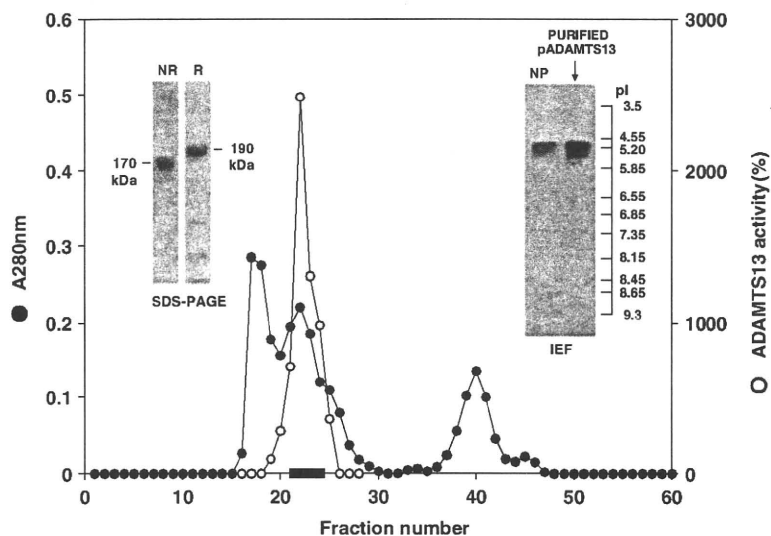 0.6
0.5
0.4
0.3
0.2
0.1
0
A280nm
NR R
170
kDa
190
kDa
SDS-PAGE
PURIFIED
pADAMTS13
NP
pI
3.5
4.55
5.20
5.85
6.55
6.85
7.35
8.15
8.45
8.65
9.3
IEF
3000
2000
1000
0
ADAMTS13 activity(%)
0 10 20 30 40 50 60
Fraction number